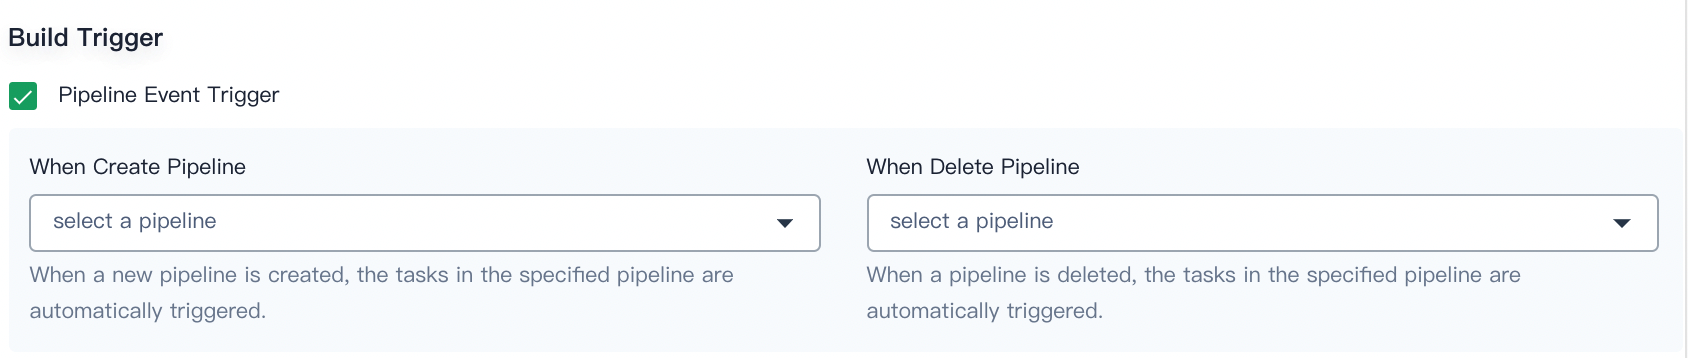 Build Trigger
Pipeline Event Trigger
When Create Pipeline
select a pipeline
When a new pipeline is created, the tasks in the specified pipeline are
automatically triggered.
When Delete Pipeline
select a pipeline
When a pipeline is deleted, the tasks in the specified pipeline are
automatically triggered.